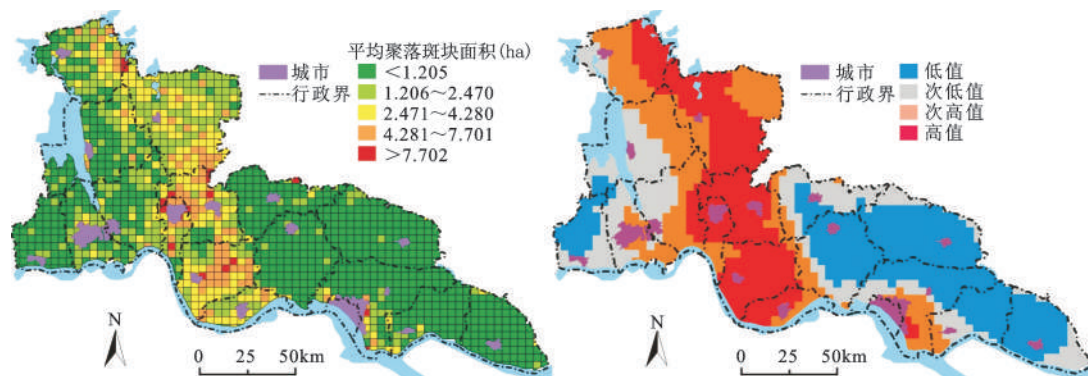 平均聚落斑块面积(ha)
城市
行政界
<1.205
1.206～2.470
2.471～4.280
4.281～7.701
>7.702
N
0 25 50km
城市
行政界
低值
次低值
次高值
高值
N
0 25 50km